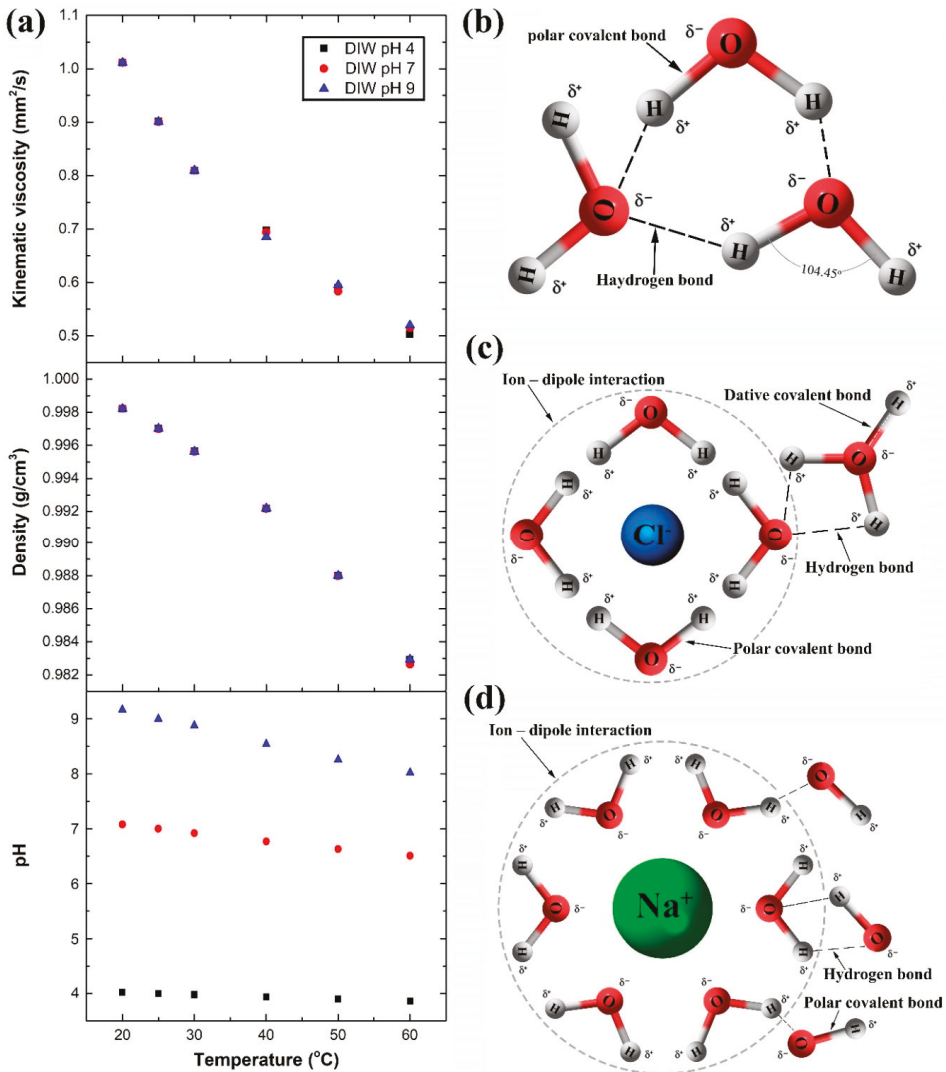 (a)
Kinematic viscosity (mm²/s)
1.1
1.0
0.9
0.8
0.7
0.6
0.5
DIW pH 4
DIW pH 7
DIW pH 9
Density (g/cm³)
1.000
0.998
0.996
0.994
0.992
0.990
0.988
0.986
0.984
0.982
pH
9
8
7
6
5
4
20 30 40 50 60
Temperature (°C)
(b)
polar covalent bond
δ⁻
O
H
δ⁺
H
δ⁺
δ⁺
H
O
δ⁻
H
δ⁺
δ⁻
O
δ⁺
H
104.45°
δ⁺
H
Haydrogen bond
(c)
Ion – dipole interaction
Dative covalent bond
δ⁻
O
H
δ⁺
H
δ⁺
H
δ⁺
O
δ⁻
H
δ⁺
Cl⁻
δ⁺
H
O
δ⁻
δ⁺
H
δ⁺
H
δ⁺
H
O
δ⁻
δ⁺
H
H
δ⁺
O
δ⁻
δ⁺
H
Hydrogen bond
Polar covalent bond
(d)
Ion – dipole interaction
H
δ⁺
H
δ⁺
O
δ⁻
δ⁺
H
H
δ⁺
O
δ⁻
δ⁻
O
H
δ⁺
δ⁺
H
O
δ⁻
H
δ⁺
Na⁺
H
δ⁺
δ⁻
O
H
δ⁺
δ⁺
H
O
δ⁻
Hydrogen bond
δ⁻
O
H
δ⁺
H
δ⁺
δ⁻
O
H
δ⁺
H
δ⁺
Polar covalent bond
O
δ⁻
H
δ⁺